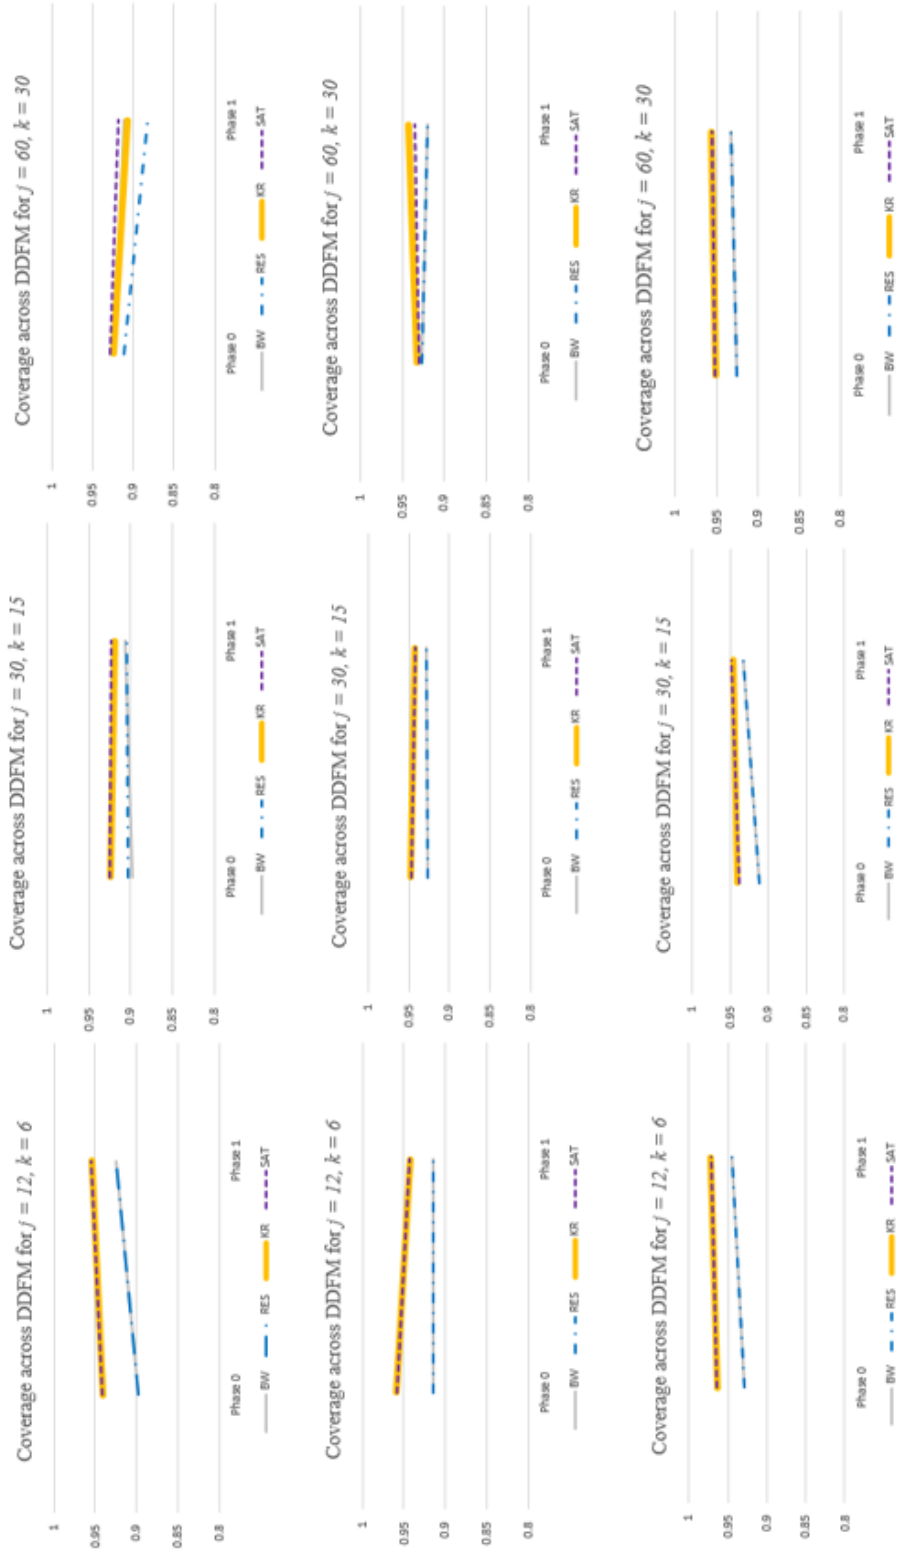 Coverage across DDFM for j = 12, k = 6
1
0.95
0.9
0.85
0.8
Phase 0 Phase 1
BW RES KR SAT
Coverage across DDFM for j = 30, k = 15
1
0.95
0.9
0.85
0.8
Phase 0 Phase 1
BW RES KR SAT
Coverage across DDFM for j = 60, k = 30
1
0.95
0.9
0.85
0.8
Phase 0 Phase 1
BW RES KR SAT
Coverage across DDFM for j = 12, k = 6
1
0.95
0.9
0.85
0.8
Phase 0 Phase 1
BW RES KR SAT
Coverage across DDFM for j = 30, k = 15
1
0.95
0.9
0.85
0.8
Phase 0 Phase 1
BW RES KR SAT
Coverage across DDFM for j = 60, k = 30
1
0.95
0.9
0.85
0.8
Phase 0 Phase 1
BW RES KR SAT
Coverage across DDFM for j = 12, k = 6
1
0.95
0.9
0.85
0.8
Phase 0 Phase 1
BW RES KR SAT
Coverage across DDFM for j = 30, k = 15
1
0.95
0.9
0.85
0.8
Phase 0 Phase 1
BW RES KR SAT
Coverage across DDFM for j = 60, k = 30
1
0.95
0.9
0.85
0.8
Phase 0 Phase 1
BW RES KR SAT